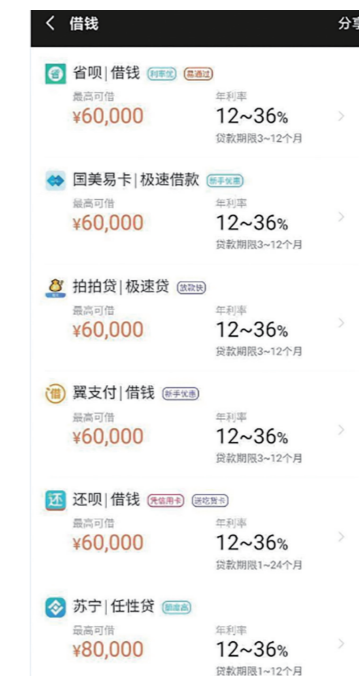 借钱
分享
省呗|借钱 利率优 易通过
最高可借 年利率
¥60,000 12~36%
贷款期限3~12个月
国美易卡|极速借款 新手优惠
最高可借 年利率
¥60,000 12~36%
贷款期限3~12个月
拍拍贷|极速贷 放款快
最高可借 年利率
¥60,000 12~36%
贷款期限3~12个月
翼支付|借钱 新手优惠
借
最高可借 年利率
¥60,000 12~36%
贷款期限3~12个月
还
还呗|借钱 凭信用卡 送吃货卡
最高可借 年利率
¥60,000 12~36%
贷款期限1~24个月
苏宁|任性贷 额度高
最高可借 年利率
¥80,000 12~36%
贷款期限1~12个月